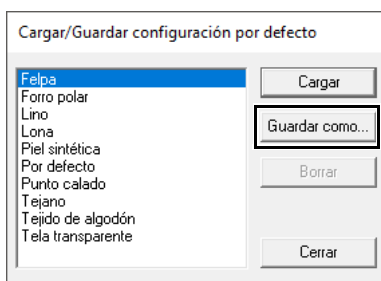 Cargar/Guardar configuración por defecto
Felpa
Forro polar
Lino
Lona
Piel sintética
Por defecto
Punto calado
Tejano
Tejido de algodón
Tela transparente
Cargar
Guardar como...
Borrar
Cerrar